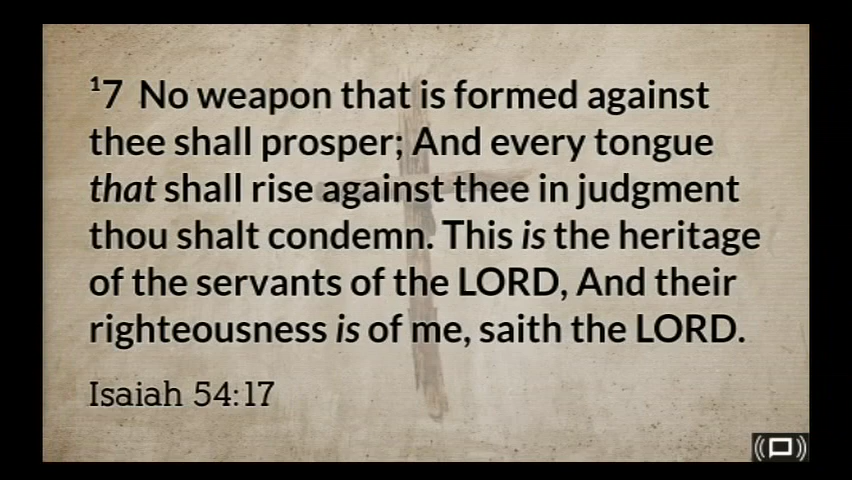 ¹7 No weapon that is formed against
thee shall prosper; And every tongue
that shall rise against thee in judgment
thou shalt condemn. This is the heritage
of the servants of the LORD, And their
righteousness is of me, saith the LORD.
Isaiah 54:17